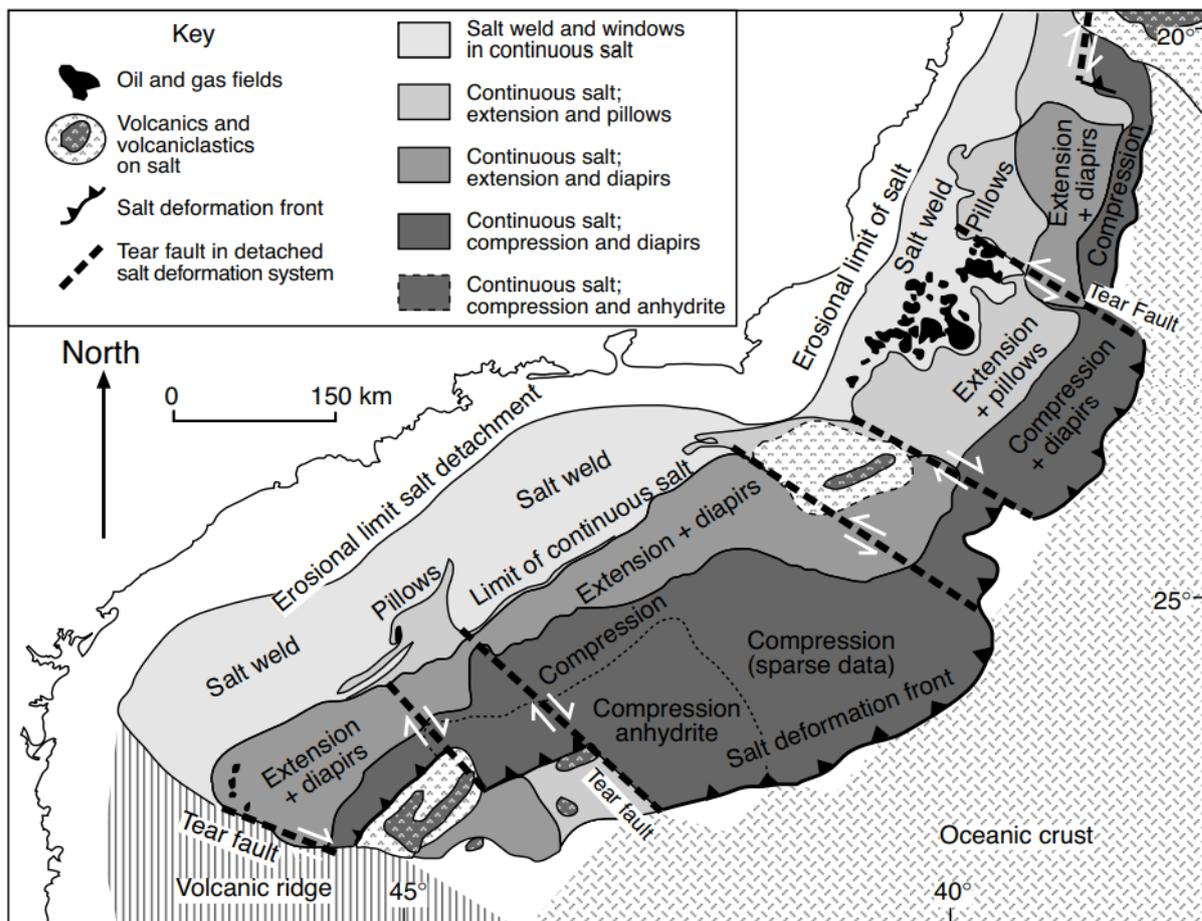 Key
Oil and gas fields
Volcanics and
volcaniclastics
on salt
Salt deformation front
Tear fault in detached
salt deformation system
Salt weld and windows
in continuous salt
Continuous salt;
extension and pillows
Continuous salt;
extension and diapirs
Continuous salt;
compression and diapirs
Continuous salt;
compression and anhydrite
North
0 150 km
20°
Erosional limit of salt
Salt weld
Pillows
Extension
+ diapirs
Compression
Tear Fault
Extension
+ pillows
Compression
+ diapirs
Erosional limit salt detachment
Salt weld
Limit of continuous salt
Extension + diapirs
Pillows
Salt weld
Compression
Compression
(sparse data)
25°
Compression
anhydrite
Salt deformation front
Extension
+ diapirs
Tear fault
Tear fault
Oceanic crust
Volcanic ridge
45°
40°